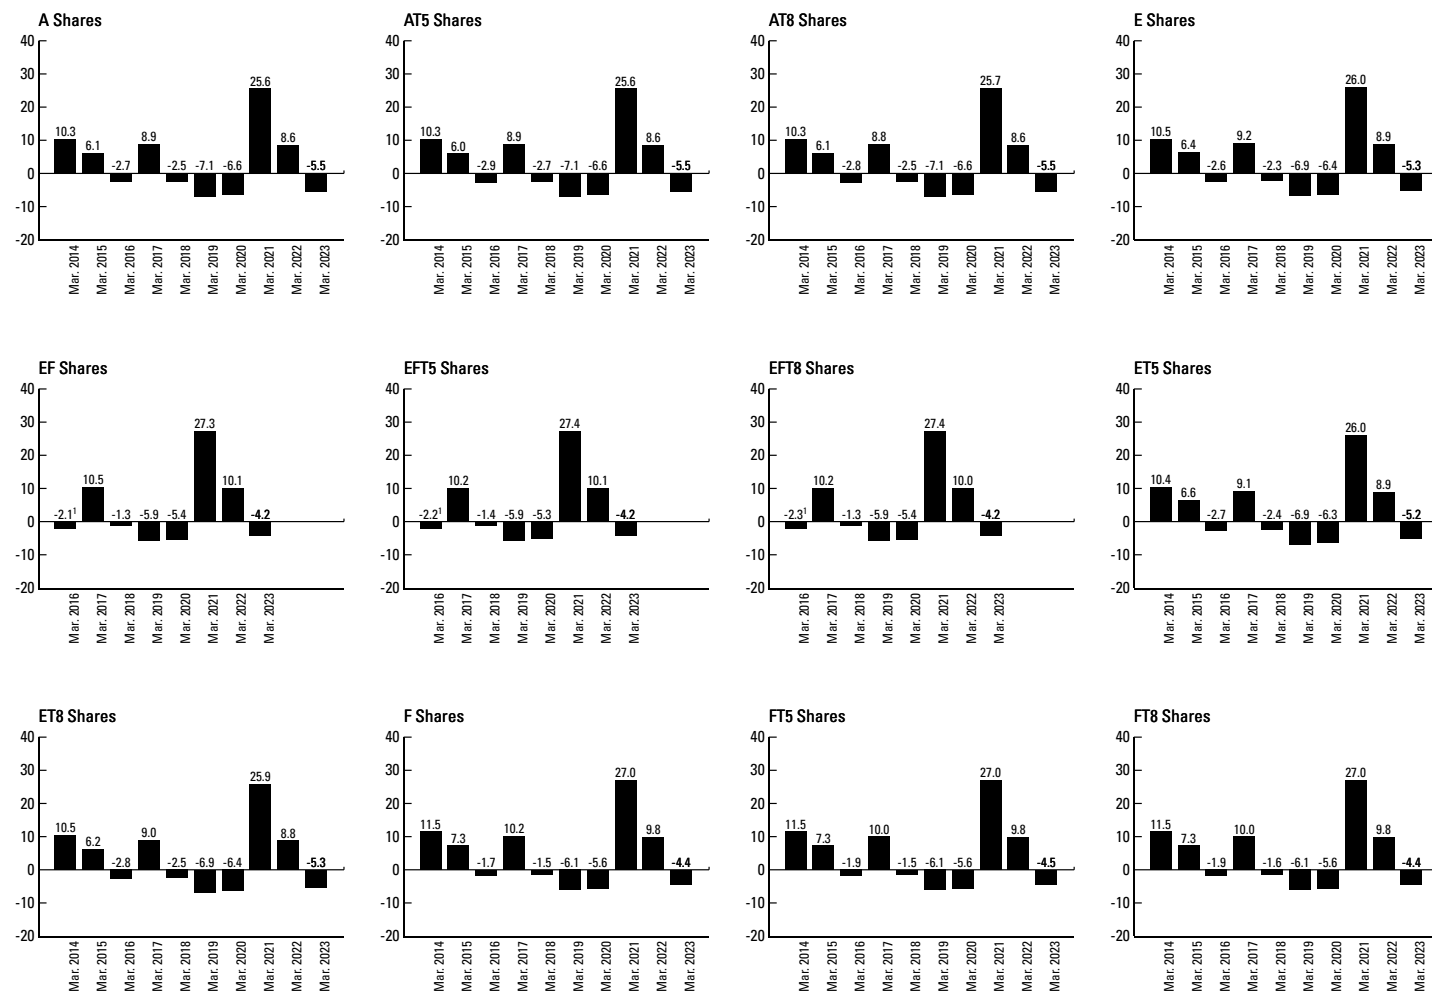 A Shares
40
30
20
10
0
-10
-20
10.3
6.1
-2.7
8.9
-2.5
-7.1
-6.6
25.6
8.6
-5.5
Mar. 2014
Mar. 2015
Mar. 2016
Mar. 2017
Mar. 2018
Mar. 2019
Mar. 2020
Mar. 2021
Mar. 2022
Mar. 2023
AT5 Shares
40
30
20
10
0
-10
-20
10.3
6.0
-2.9
8.9
-2.7
-7.1
-6.6
25.6
8.6
-5.5
Mar. 2014
Mar. 2015
Mar. 2016
Mar. 2017
Mar. 2018
Mar. 2019
Mar. 2020
Mar. 2021
Mar. 2022
Mar. 2023
AT8 Shares
40
30
20
10
0
-10
-20
10.3
6.1
-2.8
8.8
-2.5
-7.1
-6.6
25.7
8.6
-5.5
Mar. 2014
Mar. 2015
Mar. 2016
Mar. 2017
Mar. 2018
Mar. 2019
Mar. 2020
Mar. 2021
Mar. 2022
Mar. 2023
E Shares
40
30
20
10
0
-10
-20
10.5
6.4
-2.6
9.2
-2.3
-6.9
-6.4
26.0
8.9
-5.3
Mar. 2014
Mar. 2015
Mar. 2016
Mar. 2017
Mar. 2018
Mar. 2019
Mar. 2020
Mar. 2021
Mar. 2022
Mar. 2023
EF Shares
40
30
20
10
0
-10
-20
-2.1¹
10.5
-1.3
-5.9
-5.4
27.3
10.1
-4.2
Mar. 2016
Mar. 2017
Mar. 2018
Mar. 2019
Mar. 2020
Mar. 2021
Mar. 2022
Mar. 2023
EFT5 Shares
40
30
20
10
0
-10
-20
-2.2¹
10.2
-1.4
-5.9
-5.3
27.4
10.1
-4.2
Mar. 2016
Mar. 2017
Mar. 2018
Mar. 2019
Mar. 2020
Mar. 2021
Mar. 2022
Mar. 2023
EFT8 Shares
40
30
20
10
0
-10
-20
-2.3¹
10.2
-1.3
-5.9
-5.4
27.4
10.0
-4.2
Mar. 2016
Mar. 2017
Mar. 2018
Mar. 2019
Mar. 2020
Mar. 2021
Mar. 2022
Mar. 2023
ET5 Shares
40
30
20
10
0
-10
-20
10.4
6.6
-2.7
9.1
-2.4
-6.9
-6.3
26.0
8.9
-5.2
Mar. 2014
Mar. 2015
Mar. 2016
Mar. 2017
Mar. 2018
Mar. 2019
Mar. 2020
Mar. 2021
Mar. 2022
Mar. 2023
ET8 Shares
40
30
20
10
0
-10
-20
10.5
6.2
-2.8
9.0
-2.5
-6.9
-6.4
25.9
8.8
-5.3
Mar. 2014
Mar. 2015
Mar. 2016
Mar. 2017
Mar. 2018
Mar. 2019
Mar. 2020
Mar. 2021
Mar. 2022
Mar. 2023
F Shares
40
30
20
10
0
-10
-20
11.5
7.3
-1.7
10.2
-1.5
-6.1
-5.6
27.0
9.8
-4.4
Mar. 2014
Mar. 2015
Mar. 2016
Mar. 2017
Mar. 2018
Mar. 2019
Mar. 2020
Mar. 2021
Mar. 2022
Mar. 2023
FT5 Shares
40
30
20
10
0
-10
-20
11.5
7.3
-1.9
10.0
-1.5
-6.1
-5.6
27.0
9.8
-4.5
Mar. 2014
Mar. 2015
Mar. 2016
Mar. 2017
Mar. 2018
Mar. 2019
Mar. 2020
Mar. 2021
Mar. 2022
Mar. 2023
FT8 Shares
40
30
20
10
0
-10
-20
11.5
7.3
-1.9
10.0
-1.6
-6.1
-5.6
27.0
9.8
-4.4
Mar. 2014
Mar. 2015
Mar. 2016
Mar. 2017
Mar. 2018
Mar. 2019
Mar. 2020
Mar. 2021
Mar. 2022
Mar. 2023